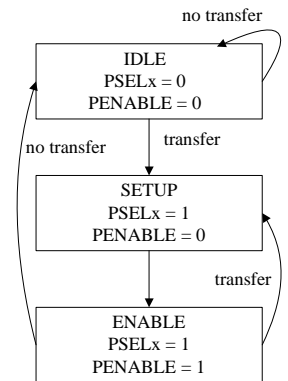 no transfer
IDLE
PSELx = 0
PENABLE = 0
transfer
no transfer
SETUP
PSELx = 1
PENABLE = 0
transfer
ENABLE
PSELx = 1
PENABLE = 1